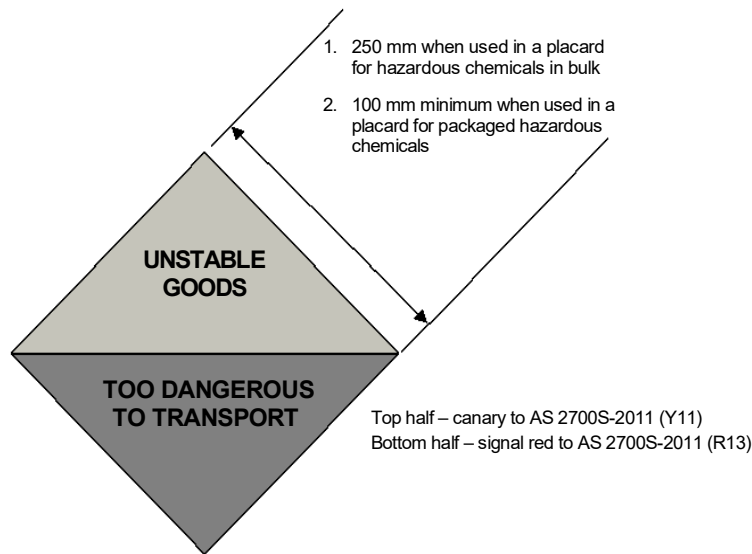 1. 250 mm when used in a placard
for hazardous chemicals in bulk
2. 100 mm minimum when used in a
placard for packaged hazardous
chemicals
UNSTABLE
GOODS
TOO DANGEROUS
TO TRANSPORT
Top half – canary to AS 2700S-2011 (Y11)
Bottom half – signal red to AS 2700S-2011 (R13)